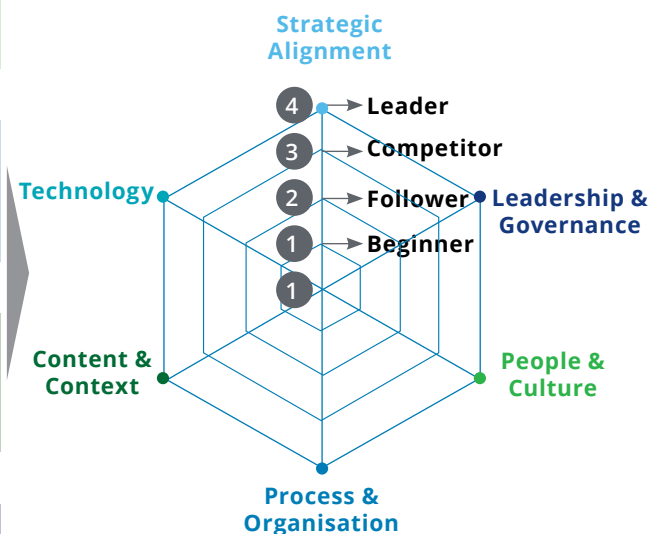 Strategic
Alignment
4 Leader
3 Competitor
Technology
2 Follower
Leadership &
Governance
1 Beginner
1
Content &
Context
People &
Culture
Process &
Organisation